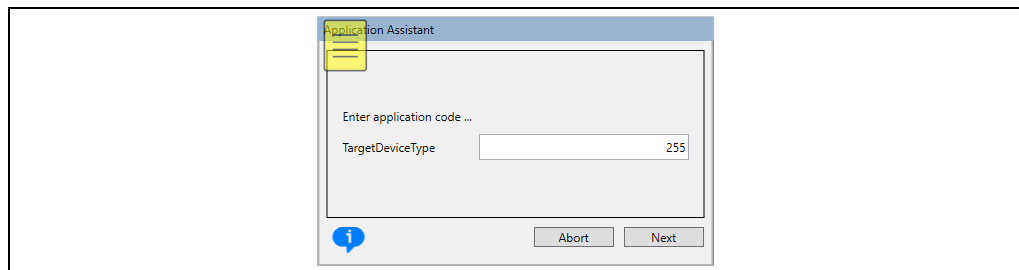 Application Assistant
Enter application code ...
TargetDeviceType 255
Abort Next